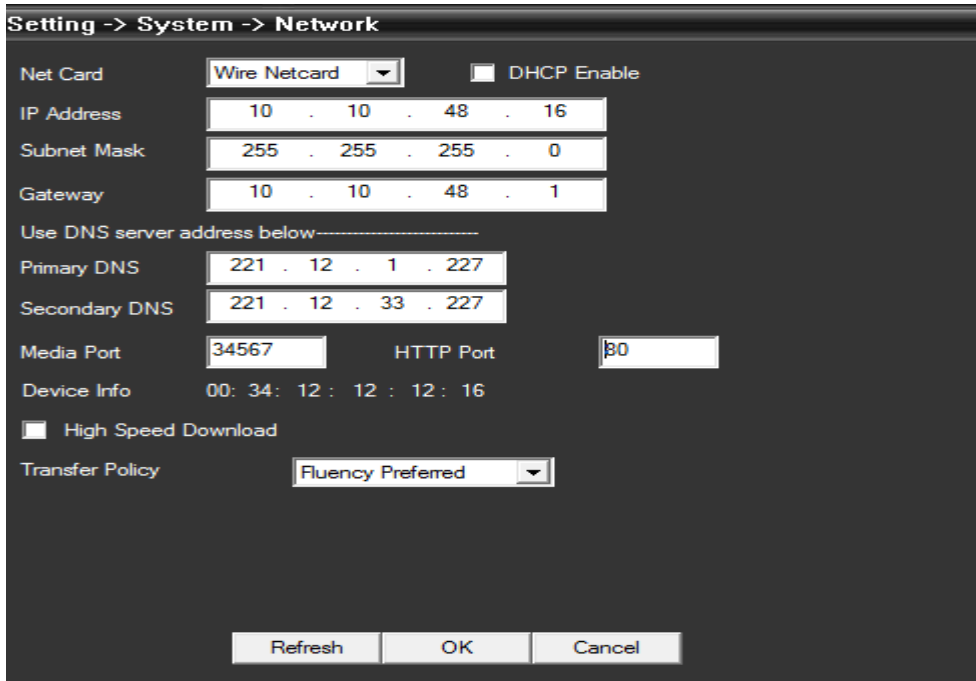 Setting -> System -> Network
Net Card Wire Netcard DHCP Enable
IP Address 10 . 10 . 48 . 16
Subnet Mask 255 . 255 . 255 . 0
Gateway 10 . 10 . 48 . 1
Use DNS server address below---------------------------
Primary DNS 221 . 12 . 1 . 227
Secondary DNS 221 . 12 . 33 . 227
Media Port 34567 HTTP Port 80
Device Info 00: 34: 12 : 12 : 12 : 16
High Speed Download
Transfer Policy Fluency Preferred
Refresh OK Cancel